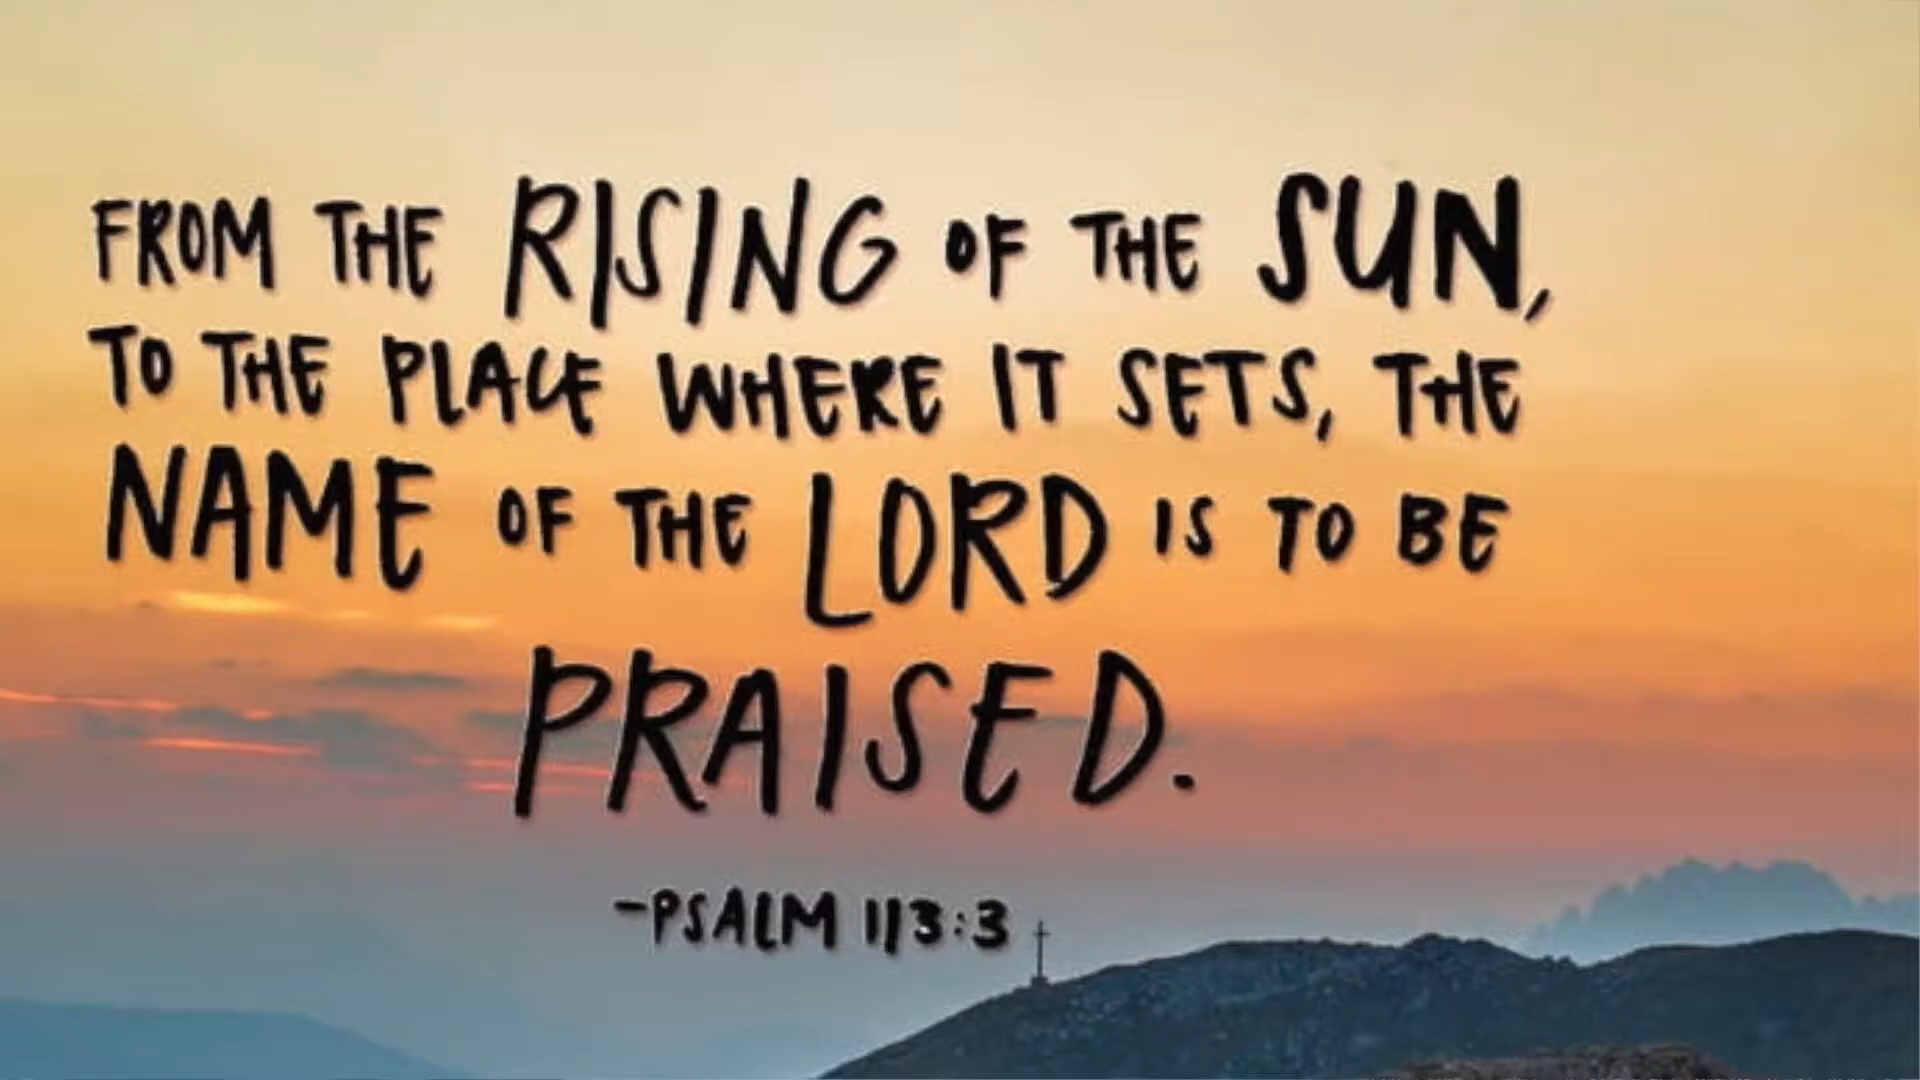 FROM THE RISING OF THE SUN,
TO THE PLACE WHERE IT SETS, THE
NAME OF THE LORD IS TO BE
PRAISED.
-PSALM 113:3